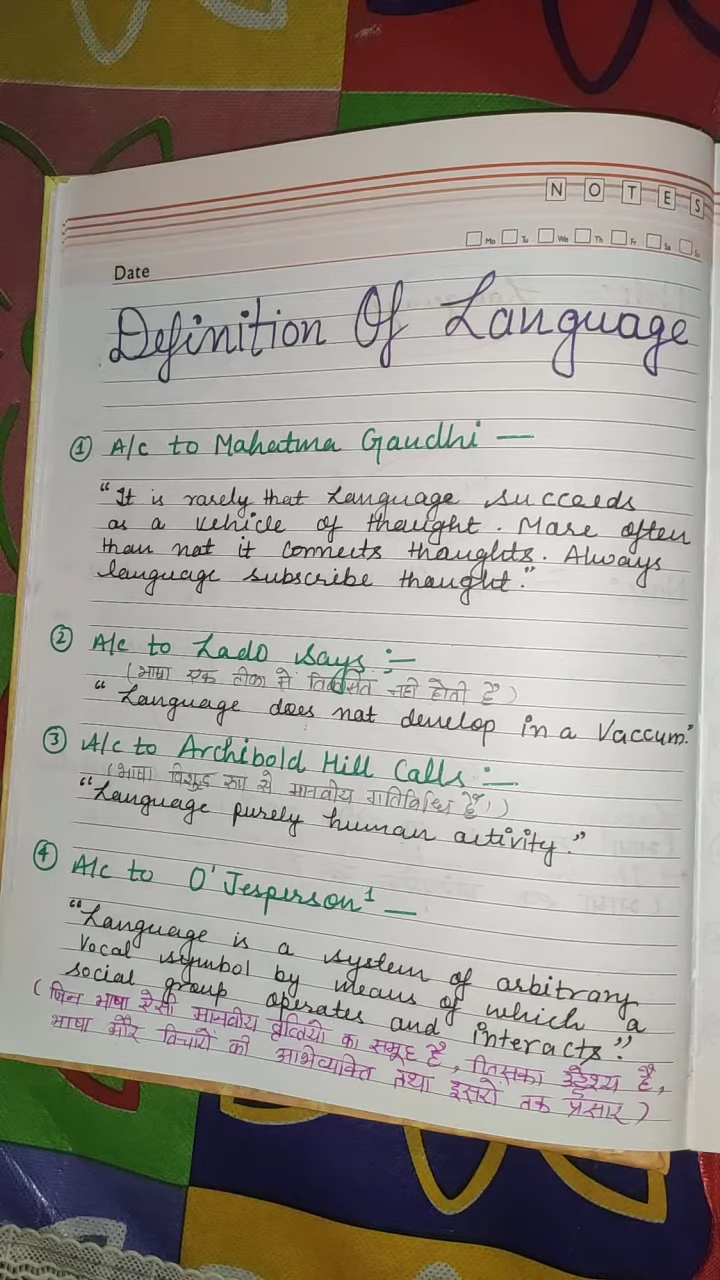 N O T E S
Mo Tu We Th Fr Sa Su
Date
Definition Of Language
① A/c to Mahatma Gandhi —
"It is rarely that Language succeeds
as a vehicle of thought. More often
than not it connects thoughts. Always
language subscribe thought."
② A/c to Lado says :-
(भाषा एक टीका में विकसित नहीं होती है)
"Language does not develop in a Vaccum."
③ A/c to Archibold Hill Calls :-
(भाषा विशुद्ध रूप से मानवीय गतिविधि है।)
"Language purely human activity."
④ A/c to O'Jesperson¹ —
"Language is a system of arbitrary
Vocal symbol by means of which a
social group operates and interacts."
(जिन भाषा ऐसी मानवीय का समूह है, जिसका उद्देश्य है,
भाषा और विचारों की अभिव्यक्ति तथा दूसरों तक प्रसार)